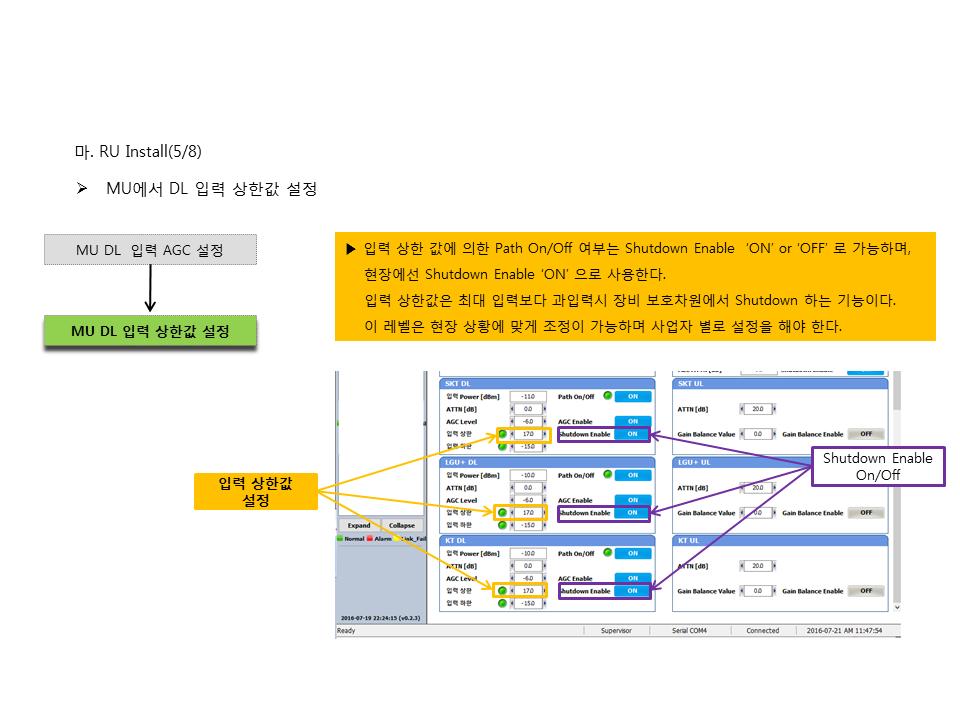 마. RU Install(5/8)
➢ MU에서 DL 입력 상한값 설정
MU DL 입력 AGC 설정
MU DL 입력 상한값 설정
▶ 입력 상한 값에 의한 Path On/Off 여부는 Shutdown Enable ‘ON’ or ‘OFF’ 로 가능하며,
현장에선 Shutdown Enable ‘ON’ 으로 사용한다.
입력 상한값은 최대 입력보다 과입력시 장비 보호차원에서 Shutdown 하는 기능이다.
이 레벨은 현장 상황에 맞게 조정이 가능하며 사업자 별로 설정을 해야 한다.
입력 상한값
설정
Shutdown Enable
On/Off
SKT DL
입력 Power [dBm] -11.0 Path On/Off ON
ATTN [dB] 0.0
AGC Level -6.0 AGC Enable ON
입력 상한 17.0 Shutdown Enable ON
입력 하한 -15.0
SKT UL
ATTN [dB] 20.0
Gain Balance Value 0.0 Gain Balance Enable OFF
LGU+ DL
입력 Power [dBm] -10.0 Path On/Off ON
ATTN [dB] 0.0
AGC Level -6.0 AGC Enable ON
입력 상한 17.0 Shutdown Enable ON
입력 하한 -15.0
LGU+ UL
ATTN [dB] 20.0
Gain Balance Value 0.0 Gain Balance Enable OFF
KT DL
입력 Power [dBm] -10.0 Path On/Off ON
ATTN [dB] 0.0
AGC Level -6.0 AGC Enable ON
입력 상한 17.0 Shutdown Enable ON
입력 하한 -15.0
KT UL
ATTN [dB] 20.0
Gain Balance Value 0.0 Gain Balance Enable OFF
Expand Collapse
Normal Alarm Link_Fail
2016-07-19 22:24:15 (v0.2.3)
Ready Supervisor Serial COM4 Connected 2016-07-21 AM 11:47:54